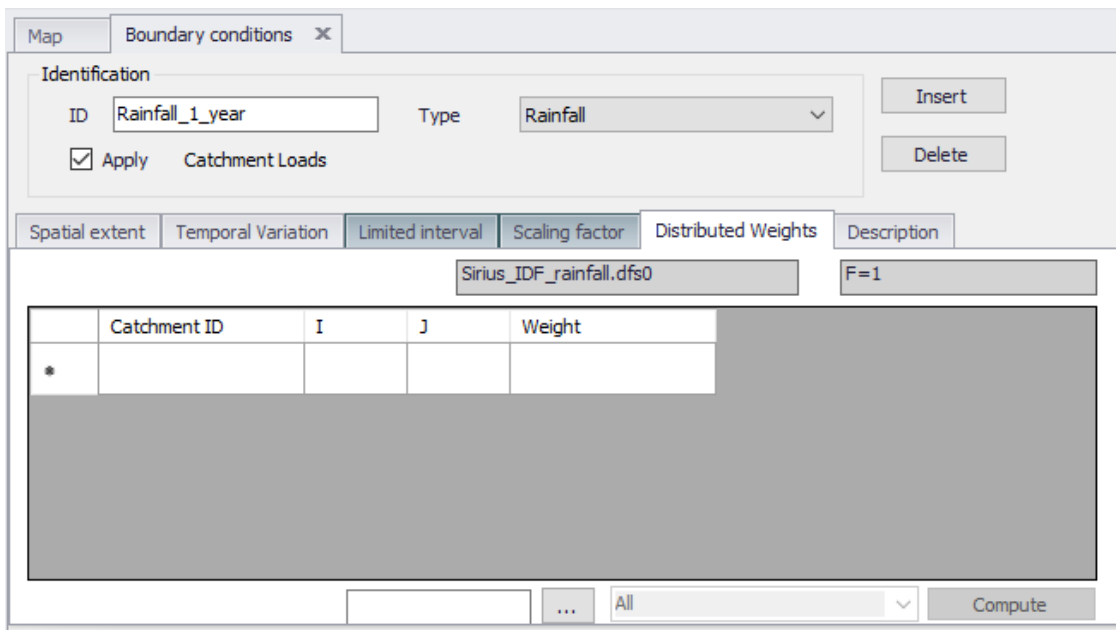 Map Boundary conditions X
Identification
ID Rainfall_1_year Type Rainfall Insert
Apply Catchment Loads Delete
Spatial extent Temporal Variation Limited interval Scaling factor Distributed Weights Description
Sirius_IDF_rainfall.dfs0 F=1
Catchment ID I J Weight
*
... All Compute